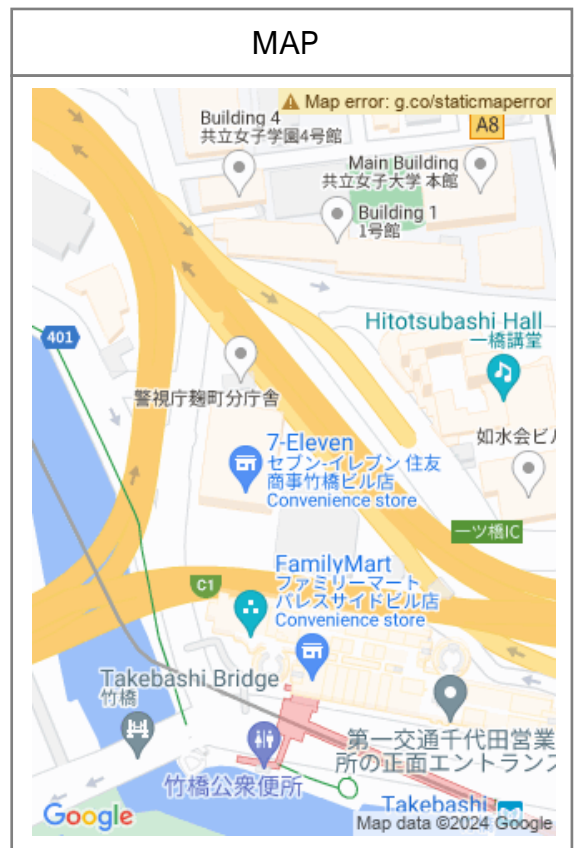 MAP
Map error: g.co/staticmaperror
Building 4
共立女子学園4号館
A8
Main Building
共立女子大学 本館
Building 1
1号館
Hitotsubashi Hall
一橋講堂
401
警視庁麹町分庁舎
如水会ビル
7-Eleven
セブン-イレブン 住友
商事竹橋ビル店
Convenience store
一ツ橋IC
FamilyMart
ファミリーマート
パレスサイドビル店
Convenience store
C1
Takebashi Bridge
竹橋
第一交通千代田営業
所の正面エントランス
竹橋公衆便所
Takebashi
Google
Map data ©2024 Google